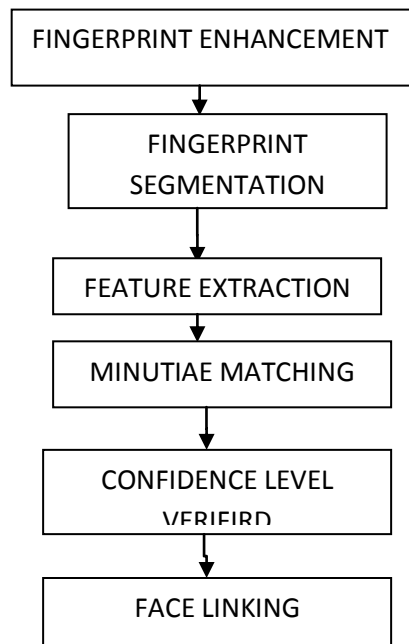 FINGERPRINT ENHANCEMENT
FINGERPRINT
SEGMENTATION
FEATURE EXTRACTION
MINUTIAE MATCHING
CONFIDENCE LEVEL
VERIFIRD
FACE LINKING